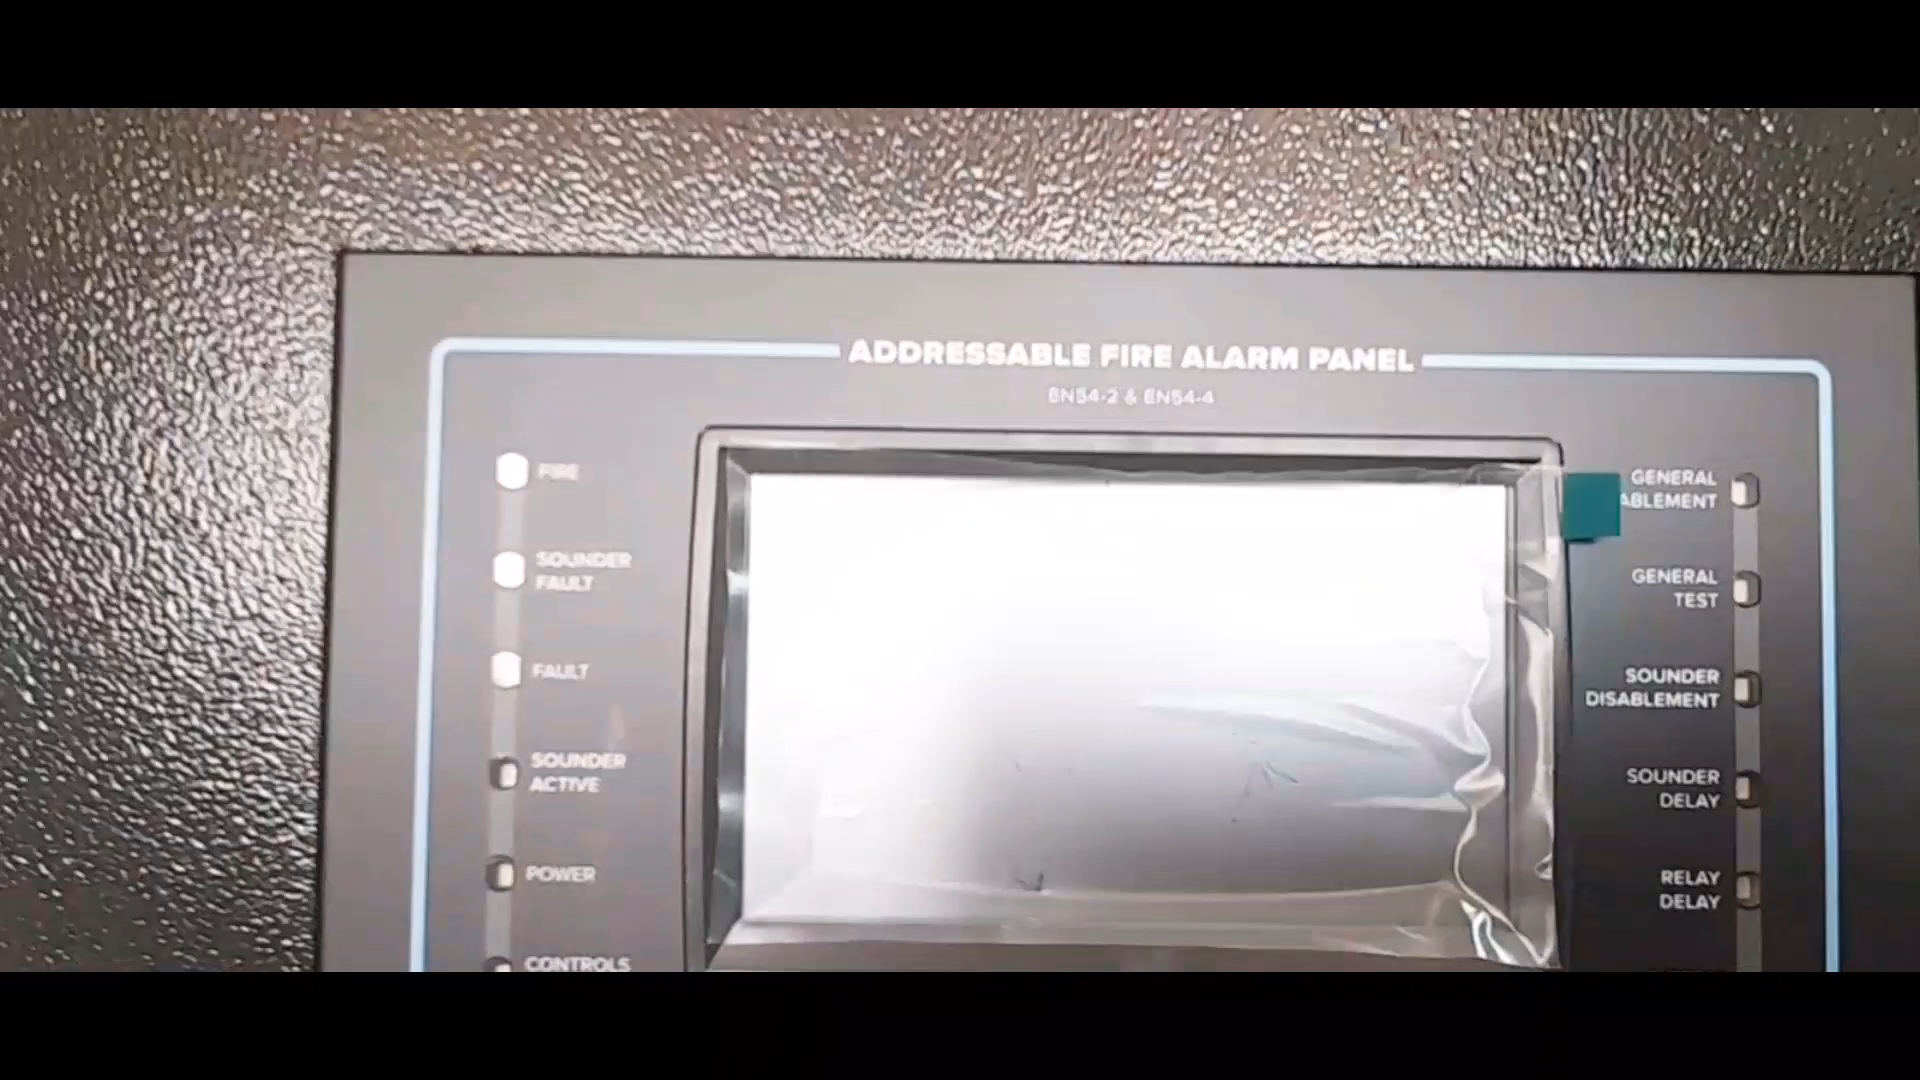 ADDRESSABLE FIRE ALARM PANEL
EN54-2 & EN54-4
FIRE
SOUNDER
FAULT
FAULT
SOUNDER
ACTIVE
POWER
CONTROLS
GENERAL
ABLEMENT
GENERAL
TEST
SOUNDER
DISABLEMENT
SOUNDER
DELAY
RELAY
DELAY